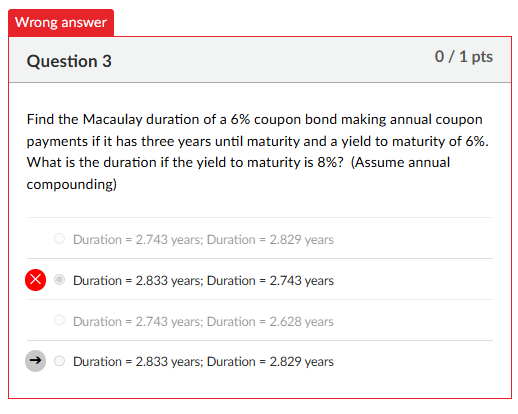 Wrong answer
Question 3
0 / 1 pts
Find the Macaulay duration of a 6% coupon bond making annual coupon
payments if it has three years until maturity and a yield to maturity of 6%.
What is the duration if the yield to maturity is 8%? (Assume annual
compounding)
Duration = 2.743 years; Duration = 2.829 years
Duration = 2.833 years; Duration = 2.743 years
Duration = 2.743 years; Duration = 2.628 years
Duration = 2.833 years; Duration = 2.829 years